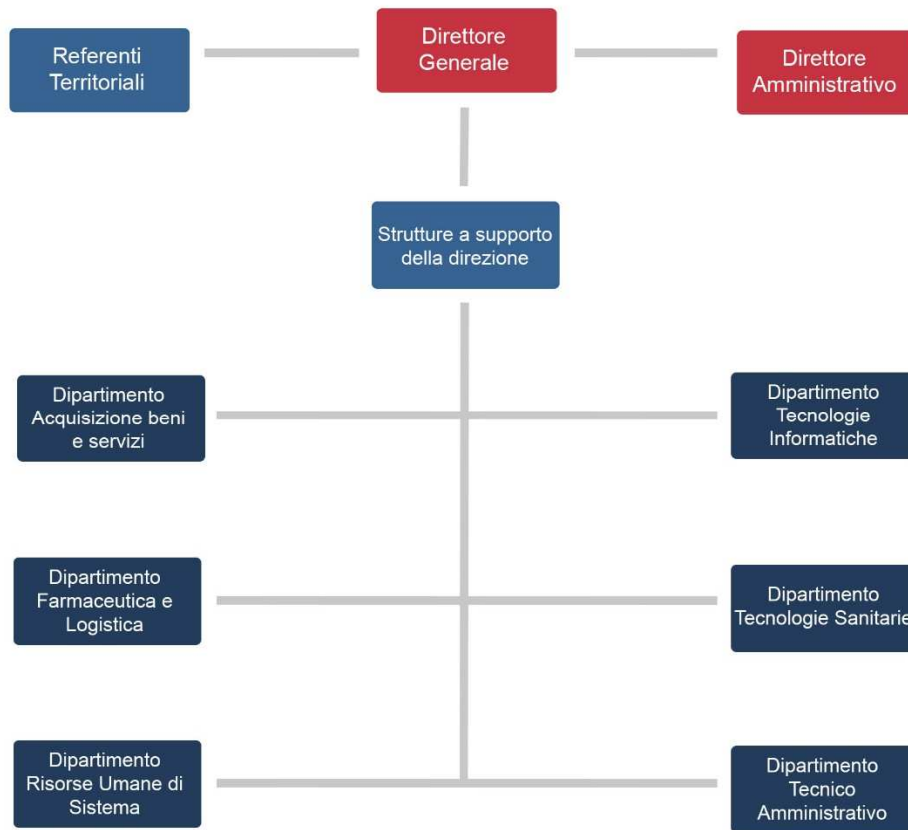 Referenti
Territoriali
Direttore
Generale
Direttore
Amministrativo
Strutture a supporto
della direzione
Dipartimento
Acquisizione beni
e servizi
Dipartimento
Tecnologie
Informatiche
Dipartimento
Farmaceutica e
Logistica
Dipartimento
Tecnologie Sanitarie
Dipartimento
Risorse Umane di
Sistema
Dipartimento
Tecnico
Amministrativo